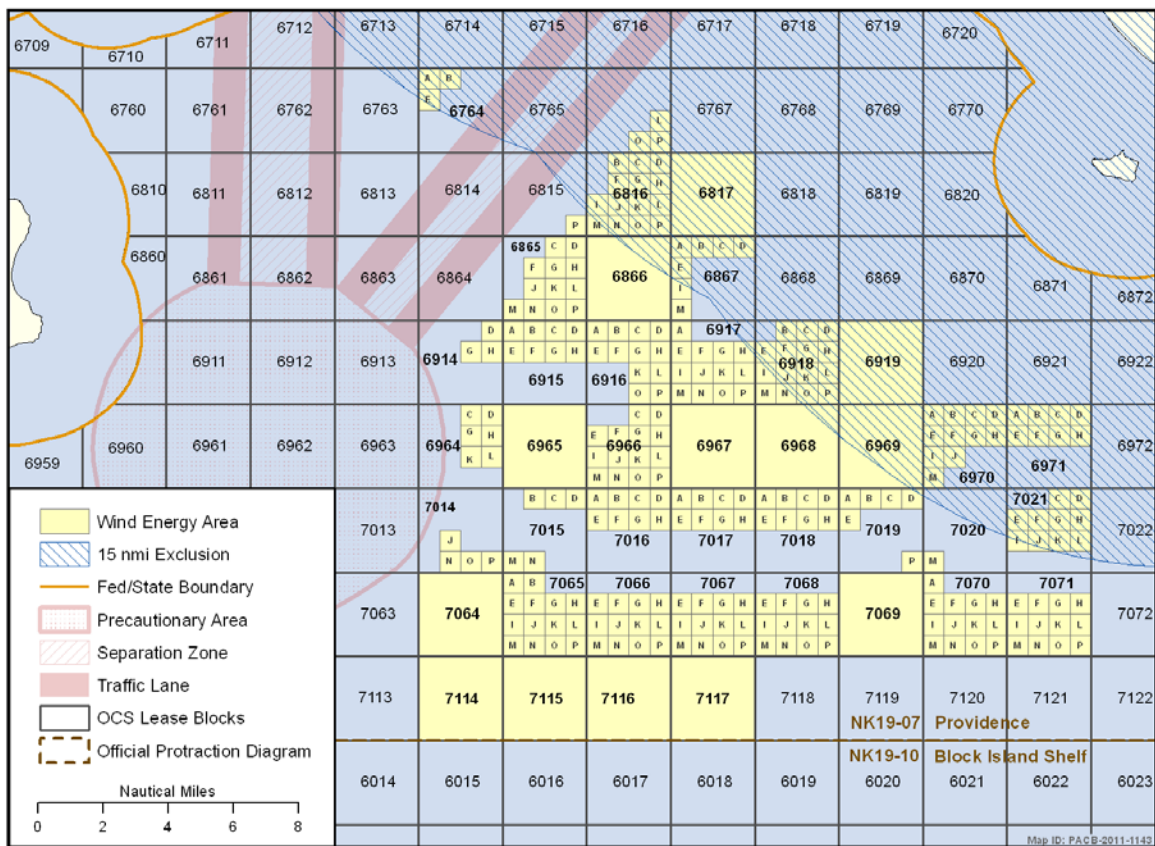 6709 6710 6711 6712 6713 6714 6715 6716 6717 6718 6719 6720
A B
E
6760 6761 6762 6763 6764 6765 L 6767 6768 6769 6770
O P
B C D
F G H
6810 6811 6812 6813 6814 6815 6816 6817 6818 6819 6820
I J K L
P M N O P
6860 6861 6862 6863 6864 6865 C D 6866 A B C D 6867 6868 6869 6870 6871 6872
F G H E
J K L I
M N O P M
D A B C D A B C D A 6917 B C D
6911 6912 6913 6914 G H E F G H E F G H E F G H E F G H 6918 6919 6920 6921 6922
6915 6916 K L I J K L I J K L
O P M N O P M N O P
C D C D A B C D A B C D
6959 6960 6961 6962 6963 6964 G H 6965 E F G H 6966 6967 6968 6969 E F G H E F G H 6972
K L I J K L I J 6970 6971
M N O P M
7013 7014 B C D A B C D A B C D A B C D A B C D 7021 C D
7015 E F G H E F G H E F G H E 7019 7020 E F G H 7022
J 7016 7017 7018 I J K L
N O P M N P M
7063 7064 A B 7065 7066 7067 7068 7069 A 7070 7071 7072
E F G H E F G H E F G H E F G H E F G H E F G H
I J K L I J K L I J K L I J K L I J K L I J K L
M N O P M N O P M N O P M N O P M N O P M N O P
7113 7114 7115 7116 7117 7118 7119 7120 7121 7122
NK19-07 Providence
NK19-10 Block Island Shelf
6014 6015 6016 6017 6018 6019 6020 6021 6022 6023
Wind Energy Area
15 nmi Exclusion
Fed/State Boundary
Precautionary Area
Separation Zone
Traffic Lane
OCS Lease Blocks
Official Protraction Diagram
Nautical Miles
0 2 4 6 8
Map ID: PACB-2011-1143